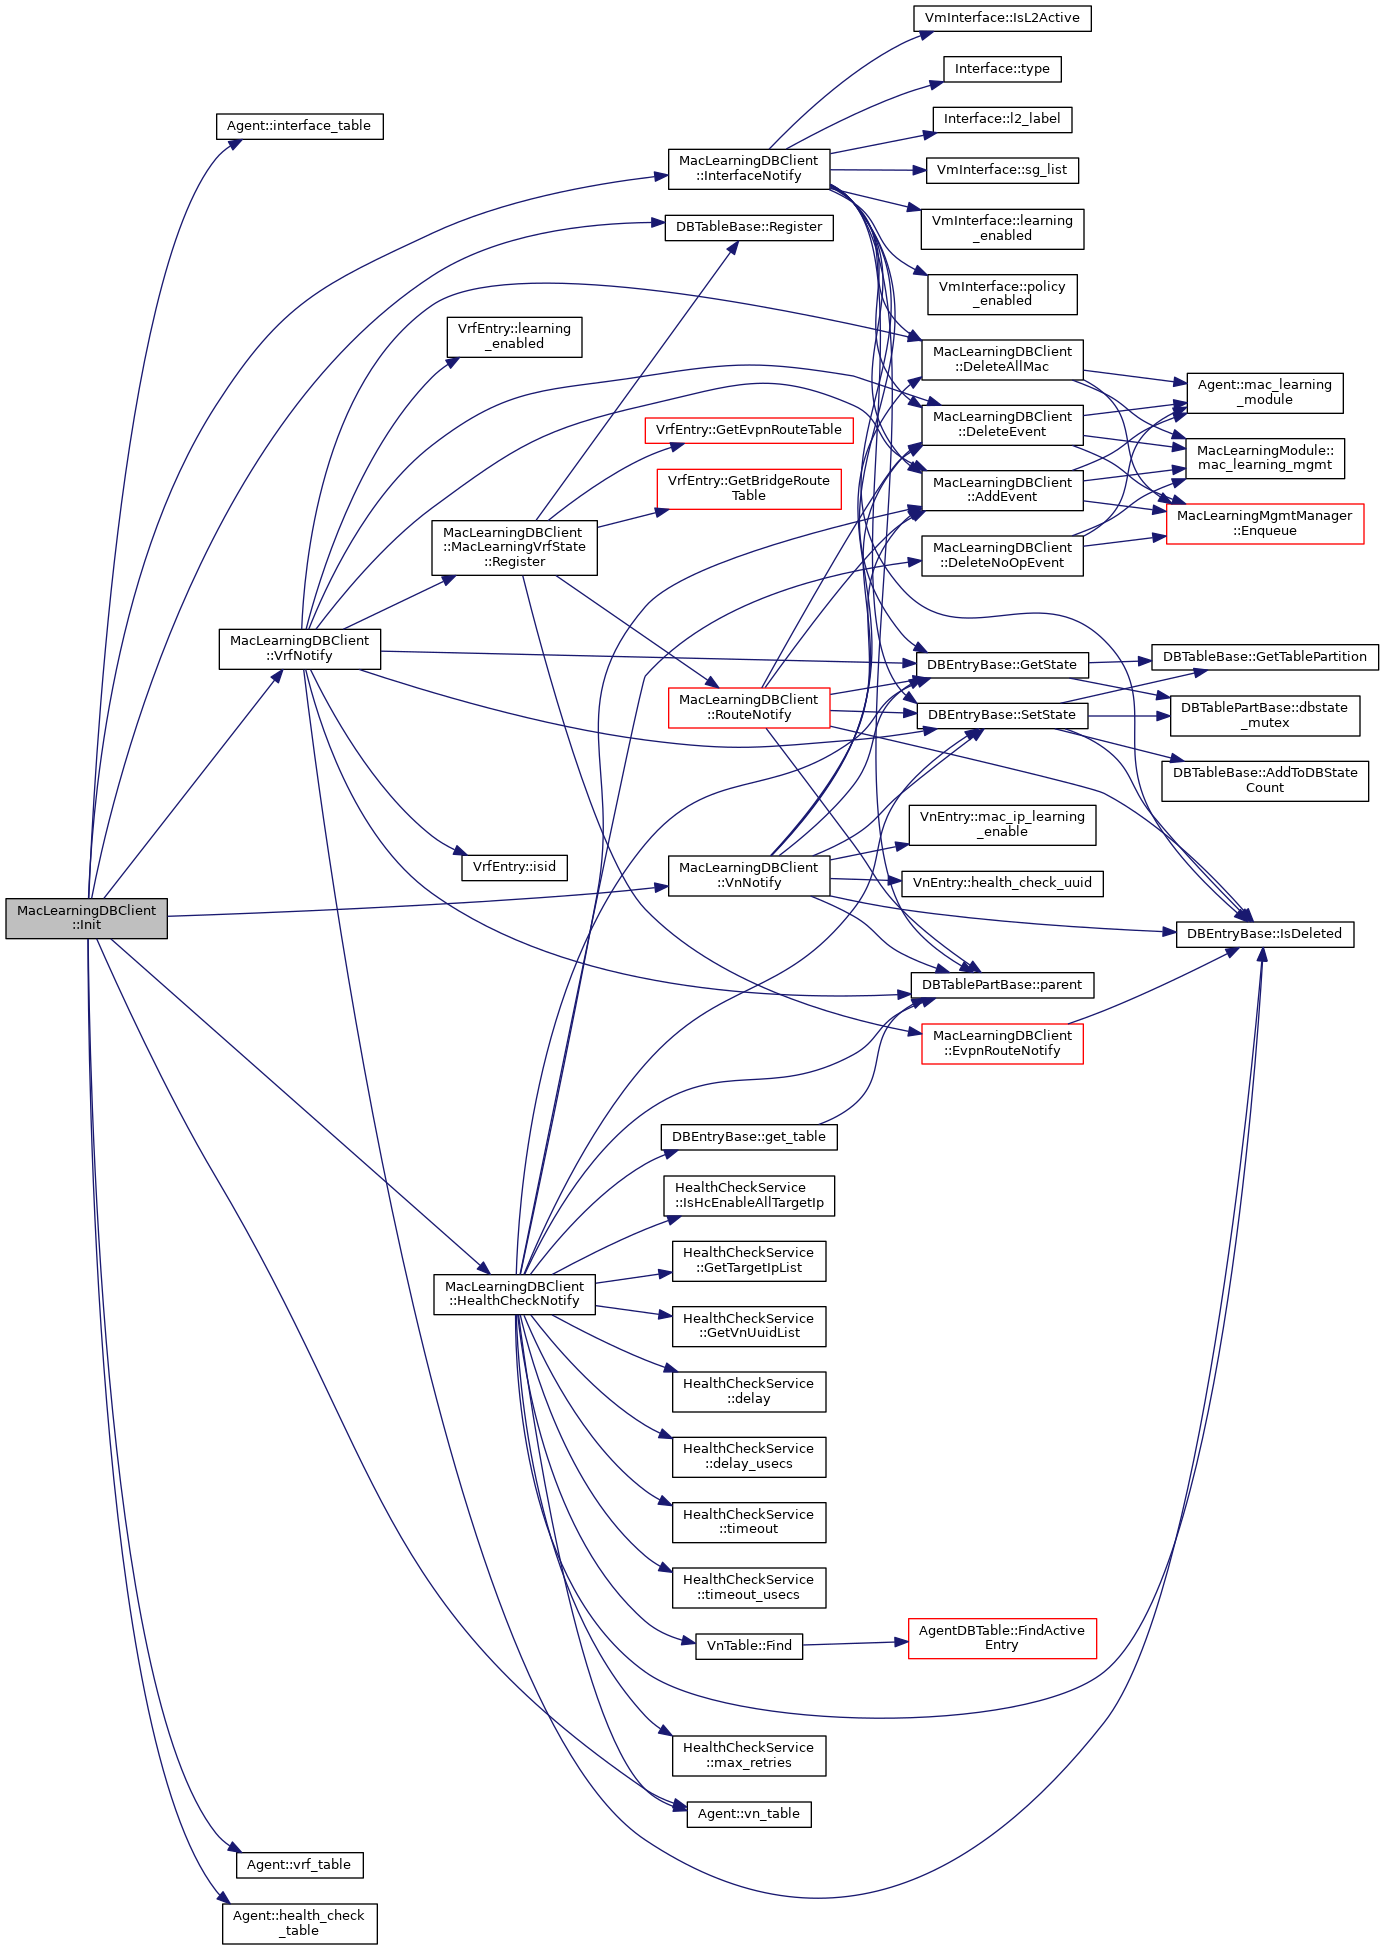 VmInterface::IsL2Active
Interface::type
Interface::l2_label
Agent::interface_table
MacLearningDBClient
::InterfaceNotify
VmInterface::sg_list
VmInterface::learning
_enabled
DBTableBase::Register
VmInterface::policy
_enabled
VrfEntry::learning
_enabled
MacLearningDBClient
::DeleteAllMac
Agent::mac_learning
_module
VrfEntry::GetEvpnRouteTable
MacLearningDBClient
::DeleteEvent
MacLearningModule::
mac_learning_mgmt
VrfEntry::GetBridgeRoute
Table
MacLearningDBClient
::AddEvent
MacLearningMgmtManager
::Enqueue
MacLearningDBClient
::MacLearningVrfState
::Register
MacLearningDBClient
::DeleteNoOpEvent
MacLearningDBClient
::VrfNotify
DBEntryBase::GetState
DBTableBase::GetTablePartition
MacLearningDBClient
::RouteNotify
DBEntryBase::SetState
DBTablePartBase::dbstate
_mutex
DBTableBase::AddToDBState
Count
VnEntry::mac_ip_learning
_enable
VrfEntry::isid
MacLearningDBClient
::VnNotify
VnEntry::health_check_uuid
MacLearningDBClient
::Init
DBEntryBase::IsDeleted
DBTablePartBase::parent
MacLearningDBClient
::EvpnRouteNotify
DBEntryBase::get_table
HealthCheckService
::IsHcEnableAllTargetIp
HealthCheckService
::GetTargetIpList
MacLearningDBClient
::HealthCheckNotify
HealthCheckService
::GetVnUuidList
HealthCheckService
::delay
HealthCheckService
::delay_usecs
HealthCheckService
::timeout
HealthCheckService
::timeout_usecs
VnTable::Find
AgentDBTable::FindActive
Entry
HealthCheckService
::max_retries
Agent::vn_table
Agent::vrf_table
Agent::health_check
_table